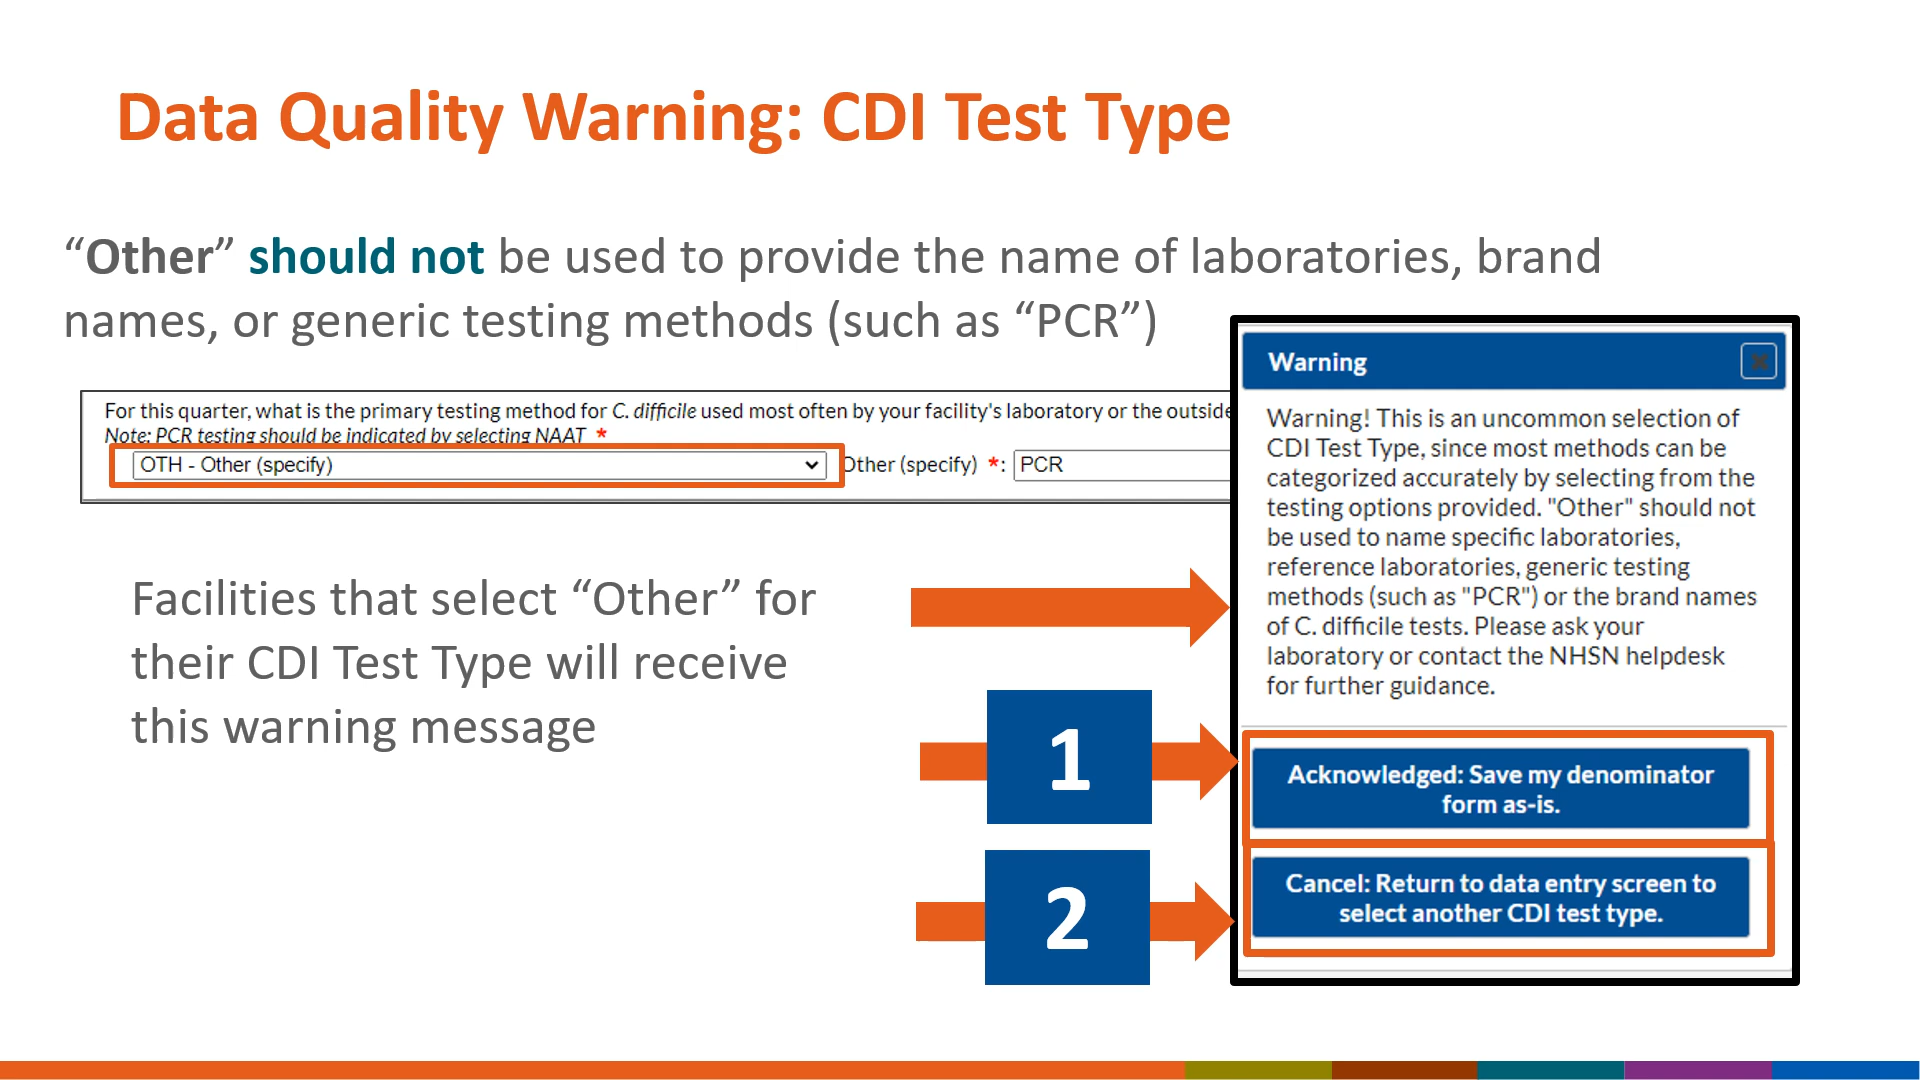 Data Quality Warning: CDI Test Type
“Other” should not be used to provide the name of laboratories, brand
names, or generic testing methods (such as “PCR”)
For this quarter, what is the primary testing method for C. difficile used most often by your facility's laboratory or the outside
Note: PCR testing should be indicated by selecting NAAT *
OTH - Other (specify)
Other (specify) *: PCR
Facilities that select “Other” for
their CDI Test Type will receive
this warning message
Warning
Warning! This is an uncommon selection of
CDI Test Type, since most methods can be
categorized accurately by selecting from the
testing options provided. "Other" should not
be used to name specific laboratories,
reference laboratories, generic testing
methods (such as "PCR") or the brand names
of C. difficile tests. Please ask your
laboratory or contact the NHSN helpdesk
for further guidance.
1
Acknowledged: Save my denominator
form as-is.
2
Cancel: Return to data entry screen to
select another CDI test type.